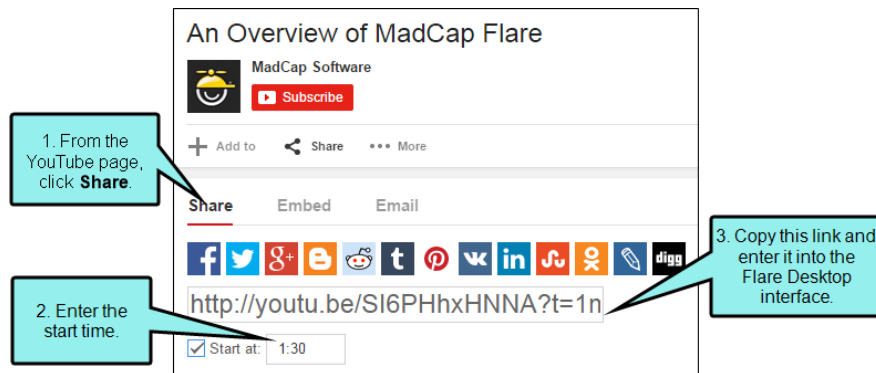 An Overview of MadCap Flare
MadCap Software
Subscribe
Add to
Share
More
1. From the
YouTube page,
click Share.
Share
Embed
Email
g+
t
vk
in
digg
3. Copy this link and
enter it into the
Flare Desktop
interface.
http://youtu.be/SI6PHhxHNNA?t=1n
2. Enter the
start time.
Start at:
1:30